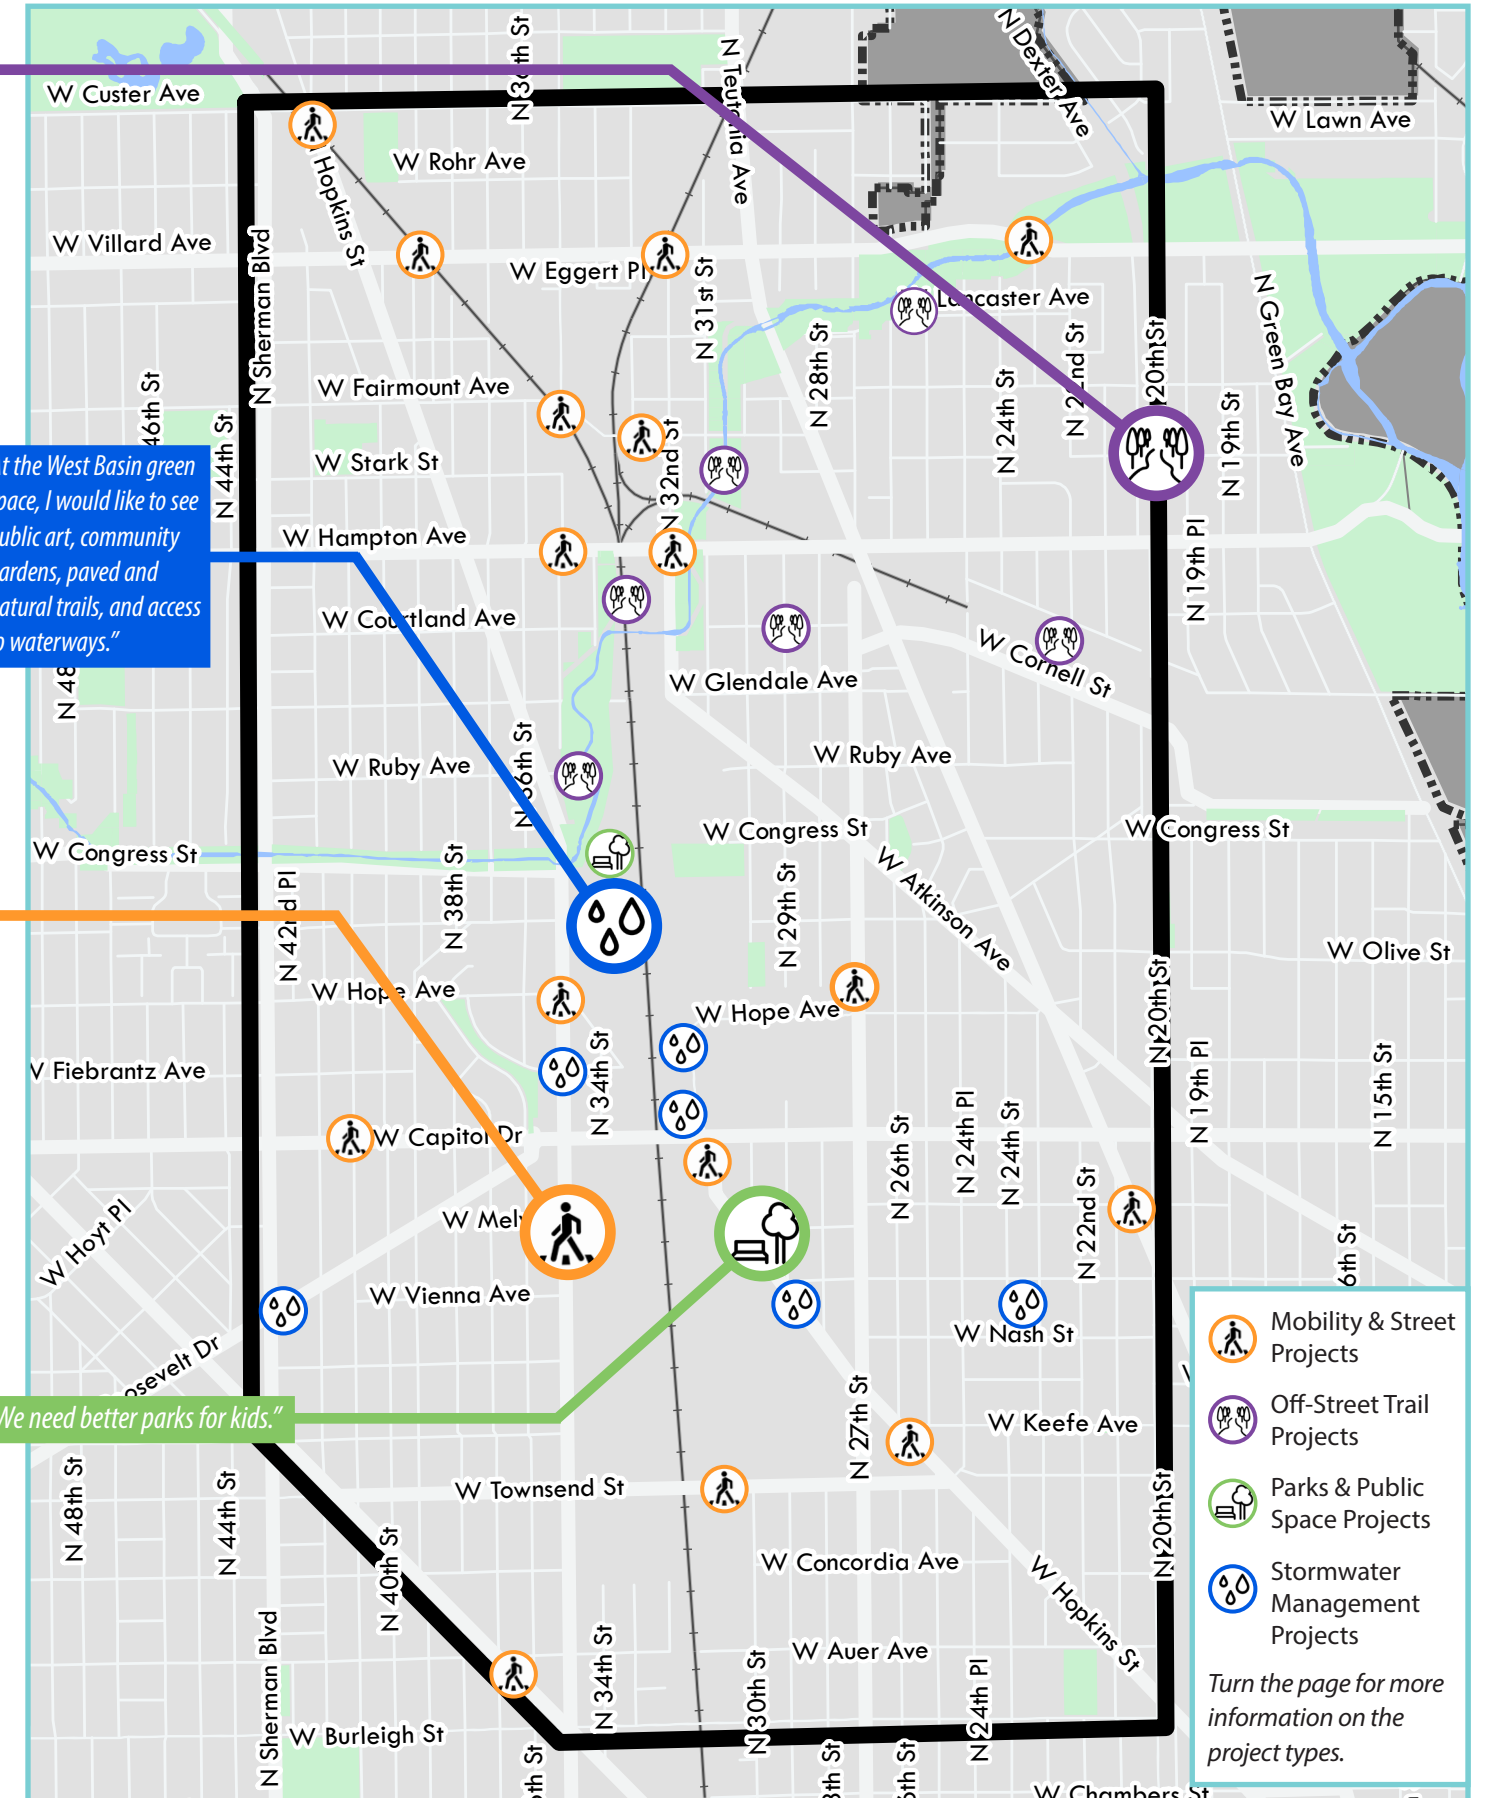 W Custer Ave
N Teutonia Ave
N Dexter Ave
W Lawn Ave
W Rohr Ave
Hopkins St
W Villard Ave
N Sherman Blvd
W Eggert Pl
N 31st St
Lancaster Ave
N Green Bay Ave
N 28th St
20th St
W Fairmount Ave
46th St
N 44th St
N 24th St
N 19th St
W Stark St
N 32nd St
the West Basin green
I would like to see
art, community
paved and
trails, and access
waterways.”
W Hampton Ave
N 19th Pl
W Courtland Ave
W Cornell St
W Glendale Ave
N 48
N 36th St
W Ruby Ave
W Ruby Ave
W Congress St
W Congress St
W Congress St
N 42nd Pl
N 38th St
N 29th St
W Atkinson Ave
W Olive St
W Hope Ave
W Hope Ave
N 20th St
N 34th St
W Fiebrantz Ave
N 19th Pl
N 15th St
W Capitol Dr
N 26th St
N 24th Pl
N 24th St
N 22nd St
W Hoyt Pl
W Vienna Ave
W Nash St
We need better parks for kids.”
N 27th St
W Keefe Ave
N 48th St
N 44th St
W Townsend St
N 40th St
N 20th St
W Concordia Ave
W Hopkins St
N Sherman Blvd
N 34th St
N 30th St
W Auer Ave
N 24th Pl
W Burleigh St
W Chambers St
Mobility & Street
Projects
Off-Street Trail
Projects
Parks & Public
Space Projects
Stormwater
Management
Projects
Turn the page for more
information on the
project types.